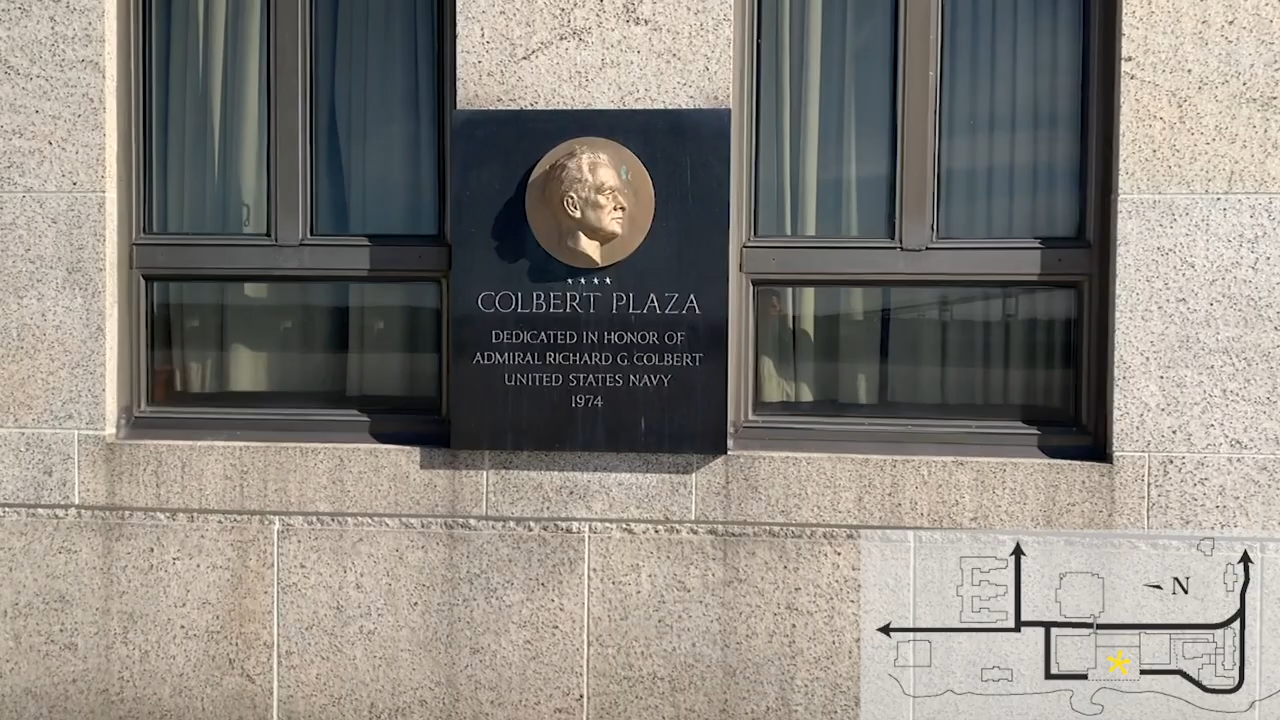 COLBERT PLAZA
DEDICATED IN HONOR OF
ADMIRAL RICHARD G. COLBERT
UNITED STATES NAVY
1974
N